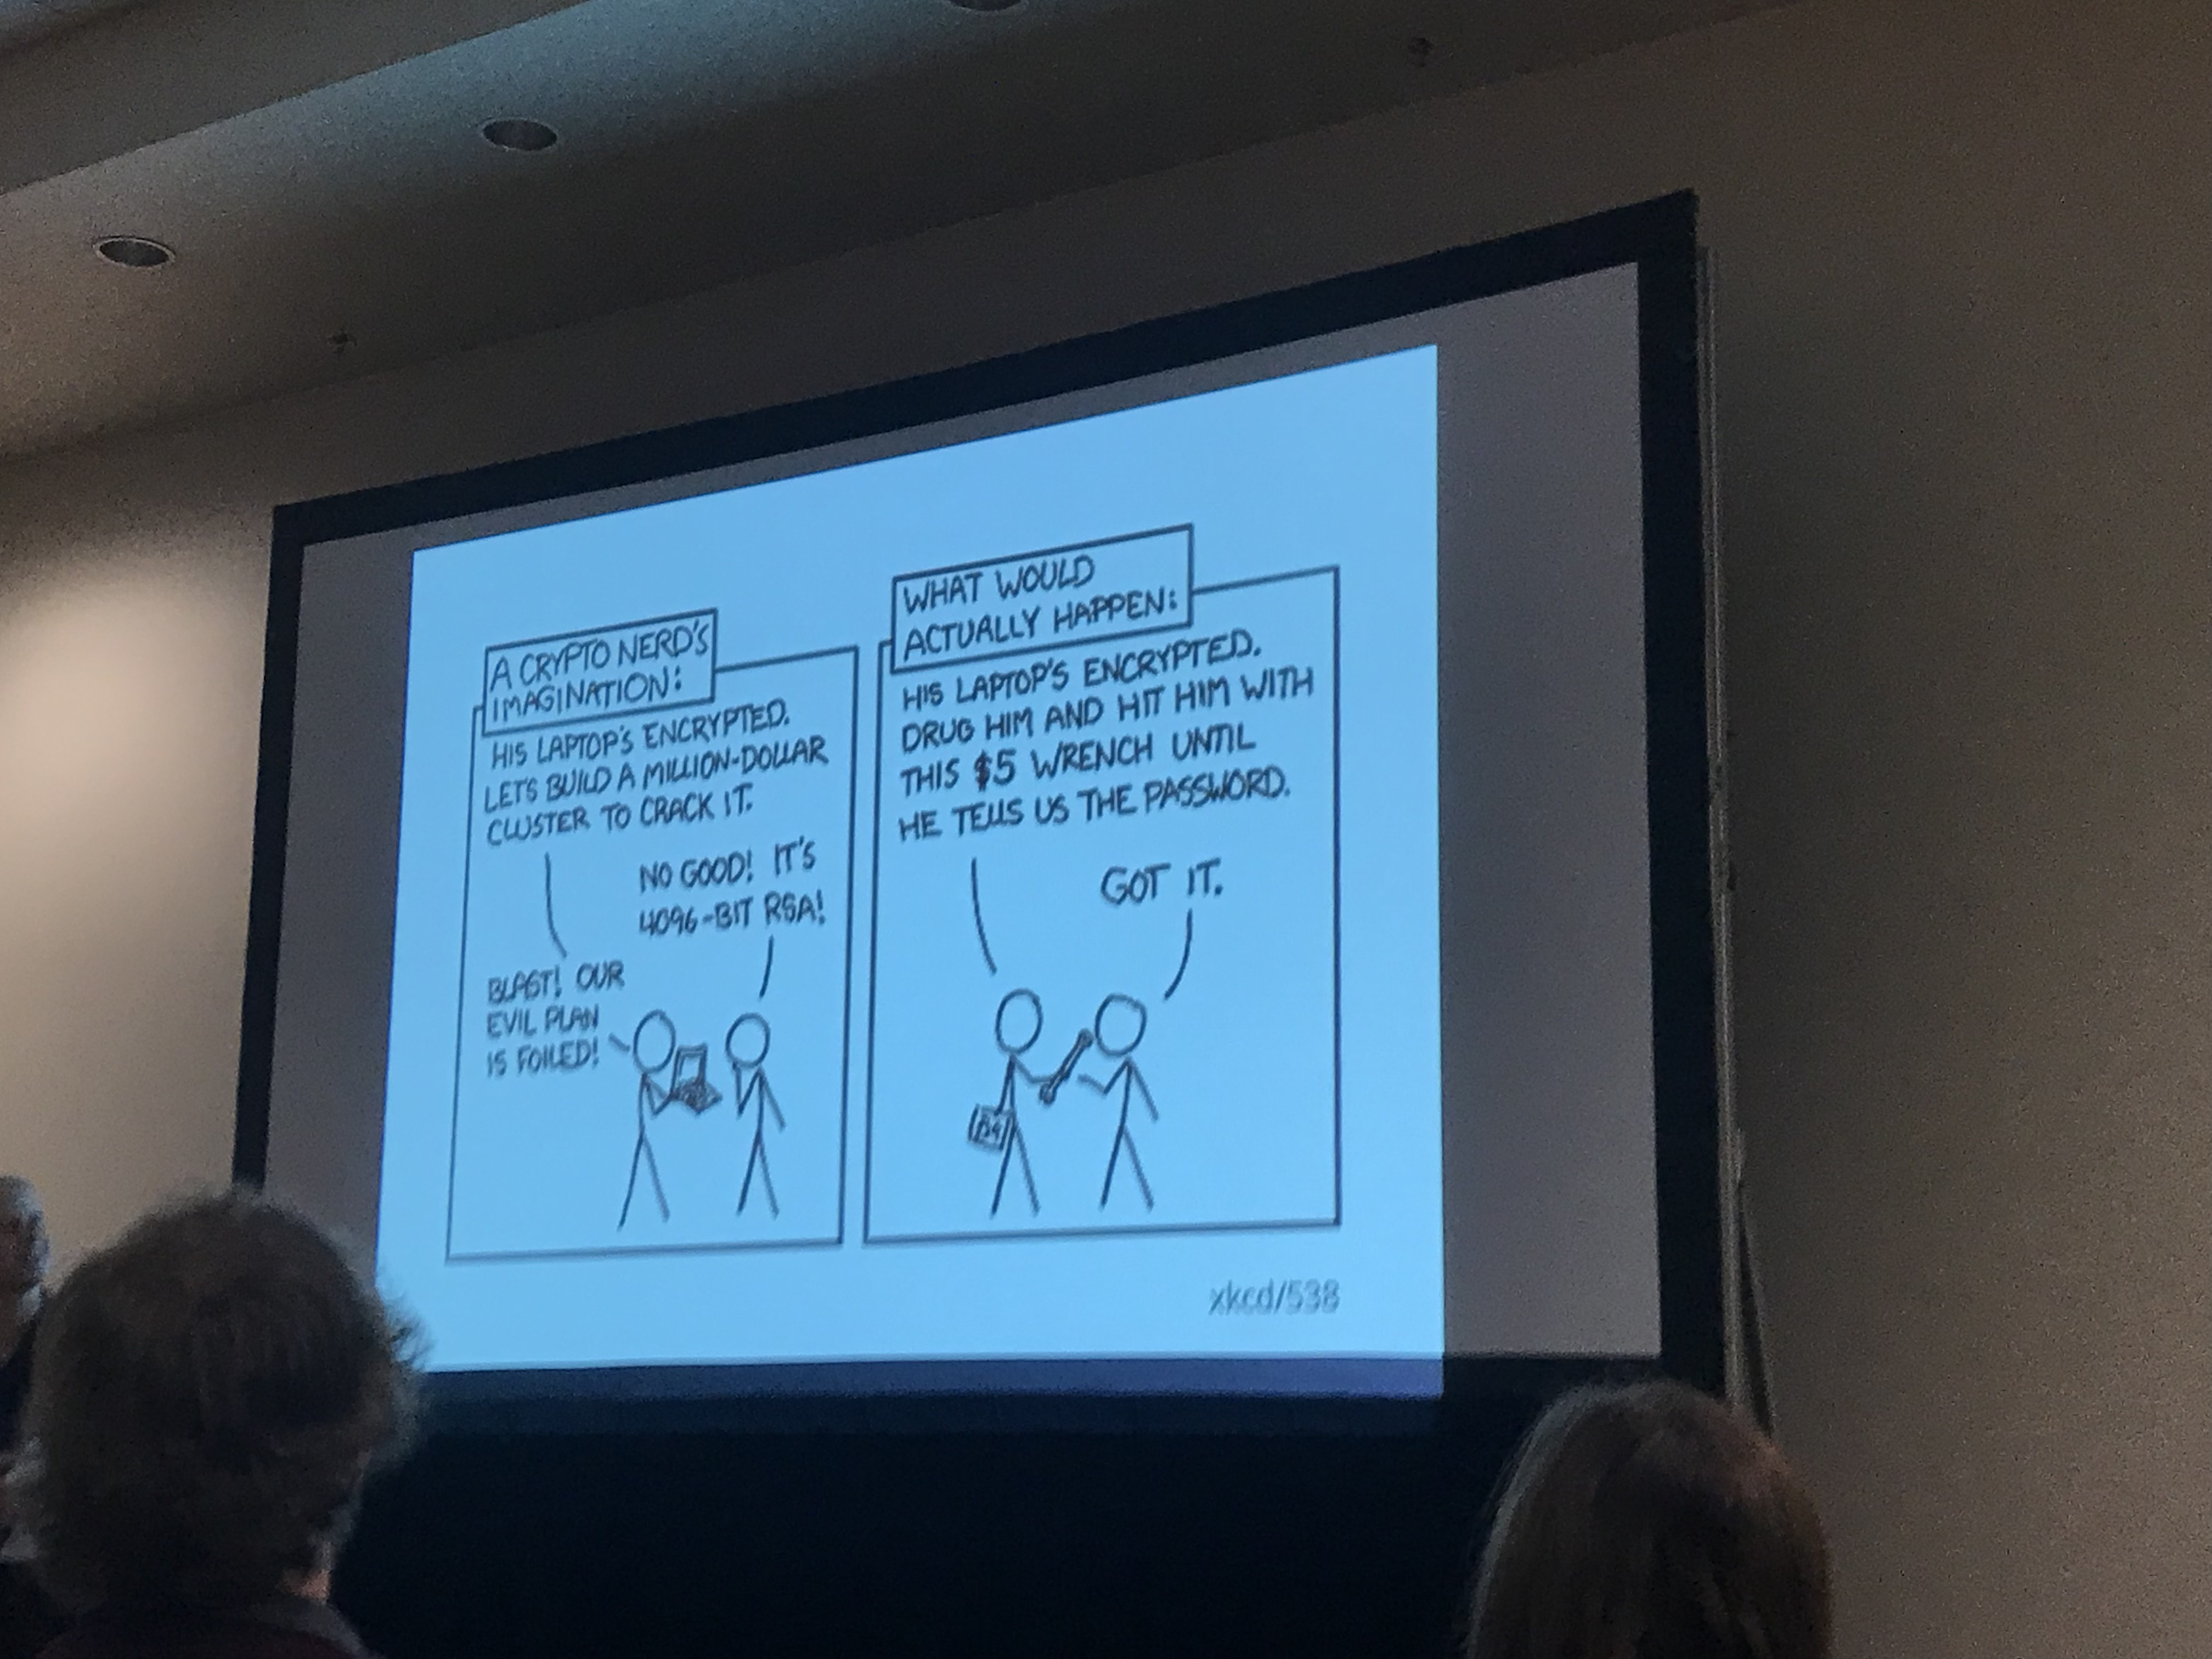 A CRYPTO NERD'S
IMAGINATION:
HIS LAPTOP'S ENCRYPTED.
LET'S BUILD A MILLION-DOLLAR
CLUSTER TO CRACK IT.
NO GOOD! IT'S
4096-BIT RSA!
BLAST! OUR
EVIL PLAN
IS FOILED!
WHAT WOULD
ACTUALLY HAPPEN:
HIS LAPTOP'S ENCRYPTED.
DRUG HIM AND HIT HIM WITH
THIS $5 WRENCH UNTIL
HE TELLS US THE PASSWORD.
GOT IT.
xkcd/538